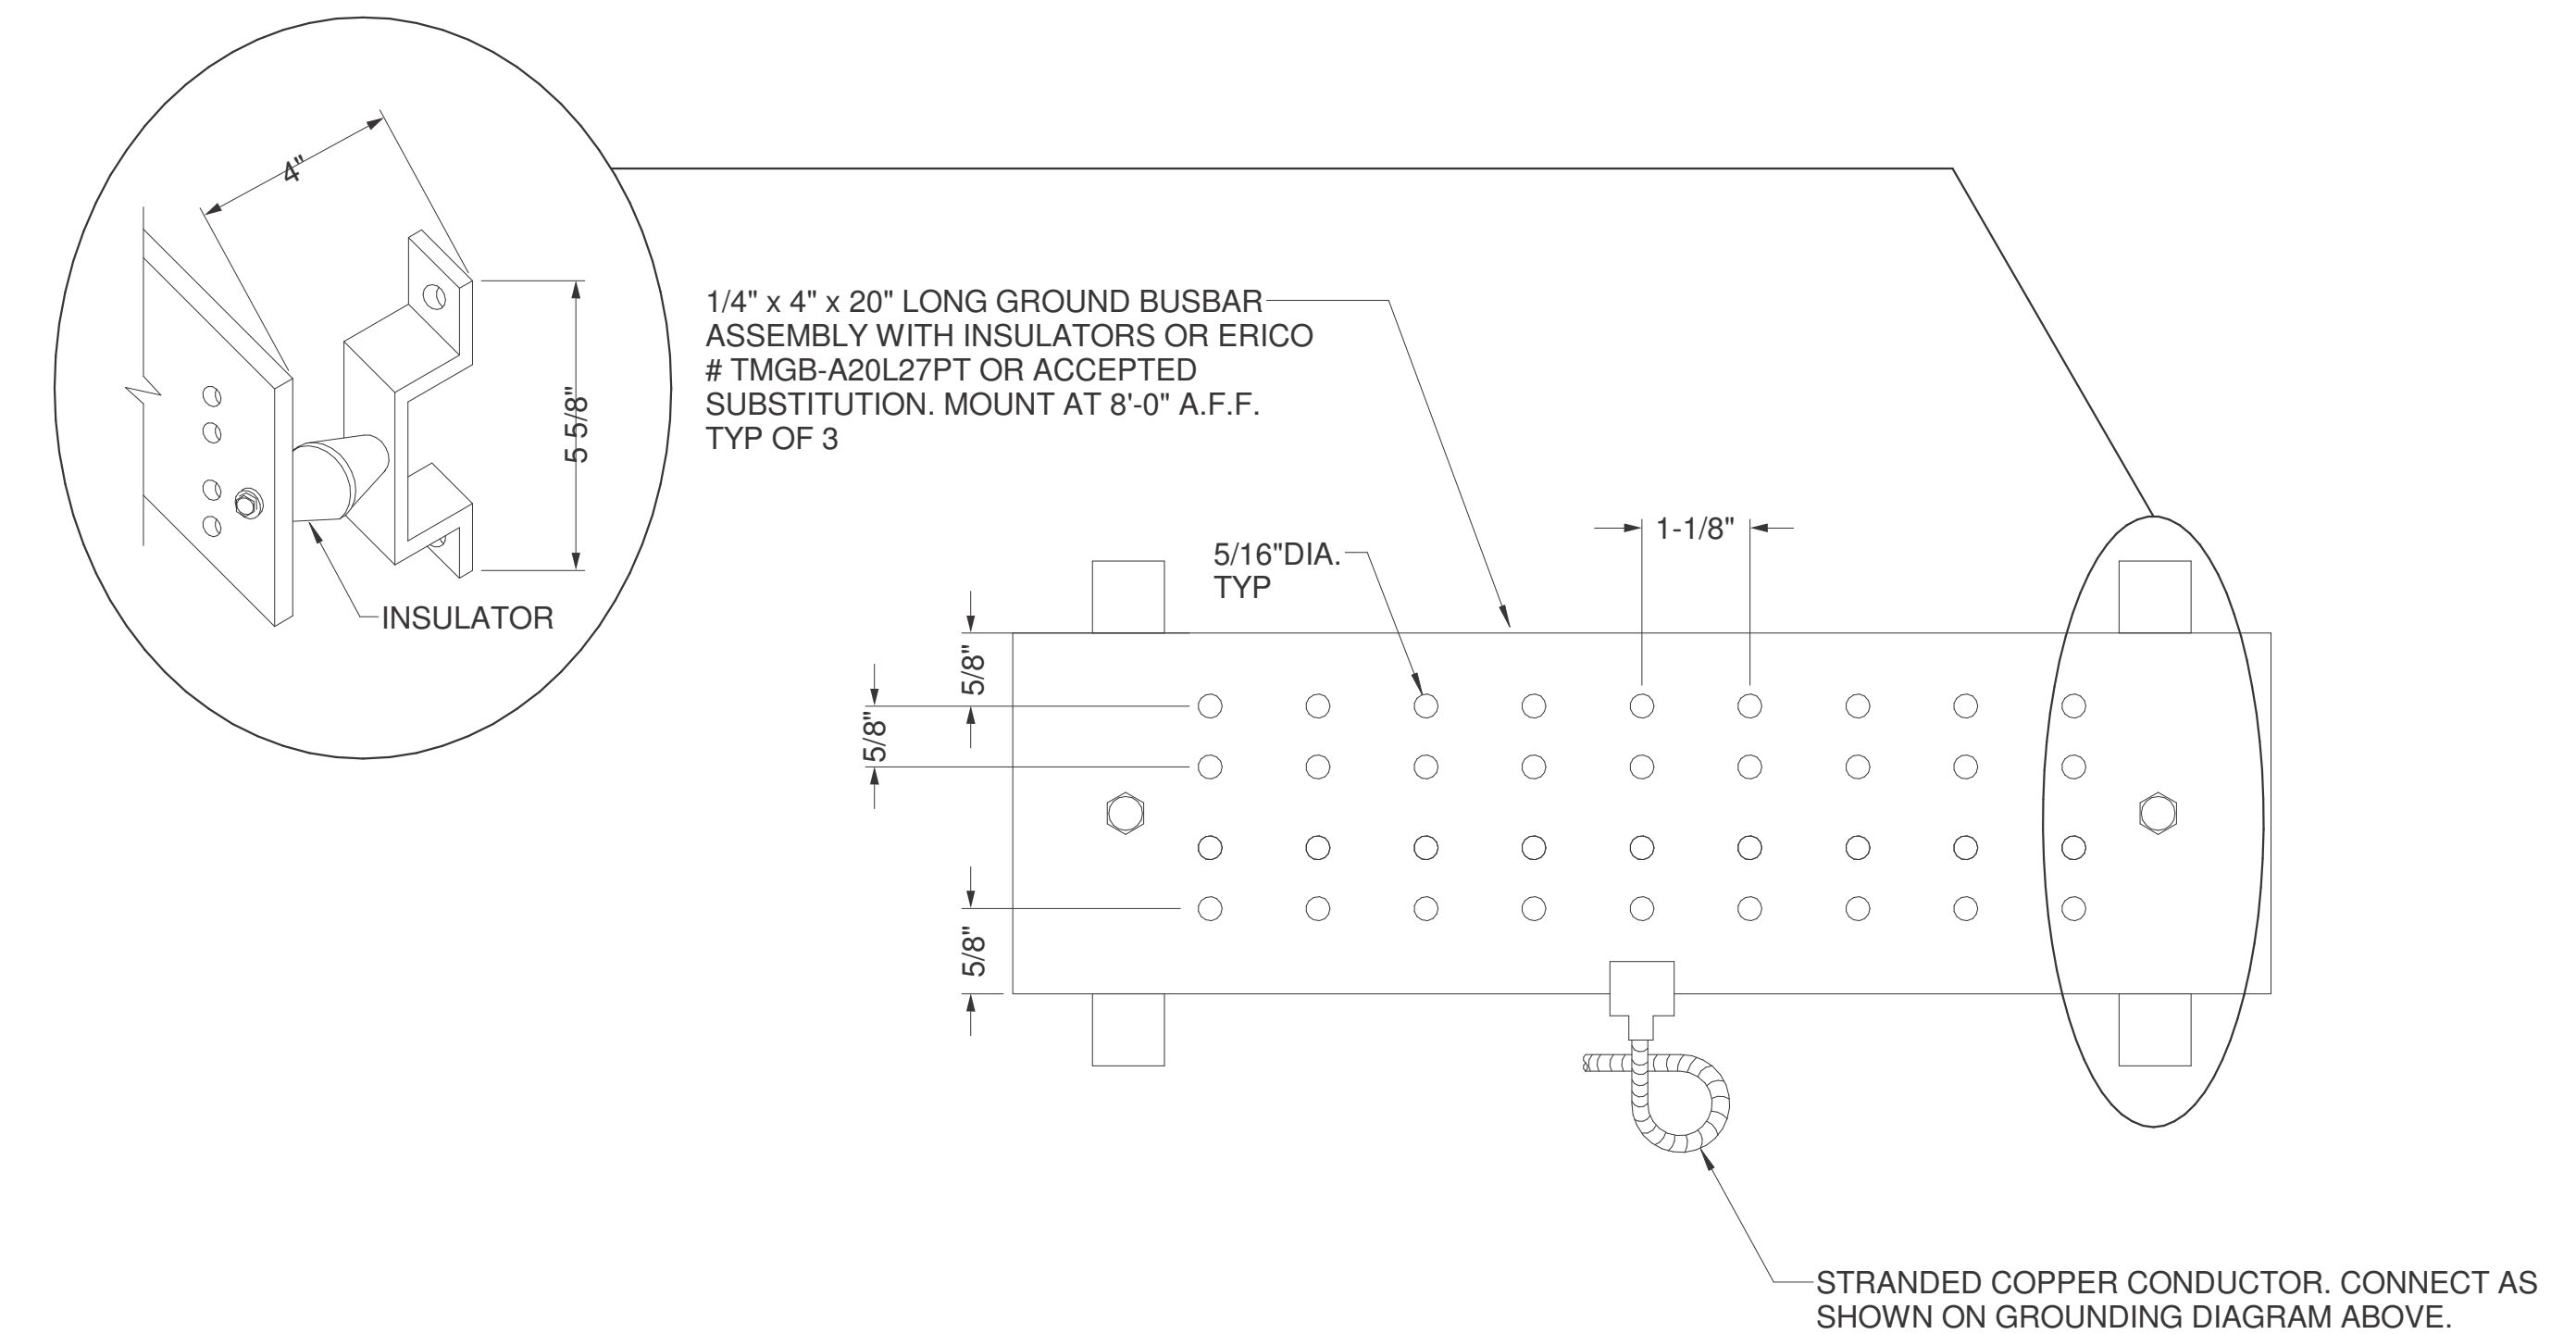 4"
5 5/8"
INSULATOR
1/4" x 4" x 20" LONG GROUND BUSBAR
ASSEMBLY WITH INSULATORS OR ERICO
# TMGB-A20L27PT OR ACCEPTED
SUBSTITUTION. MOUNT AT 8'-0" A.F.F.
TYP OF 3
5/16"DIA.
TYP
1-1/8"
5/8"
5/8"
5/8"
STRANDED COPPER CONDUCTOR. CONNECT AS
SHOWN ON GROUNDING DIAGRAM ABOVE.